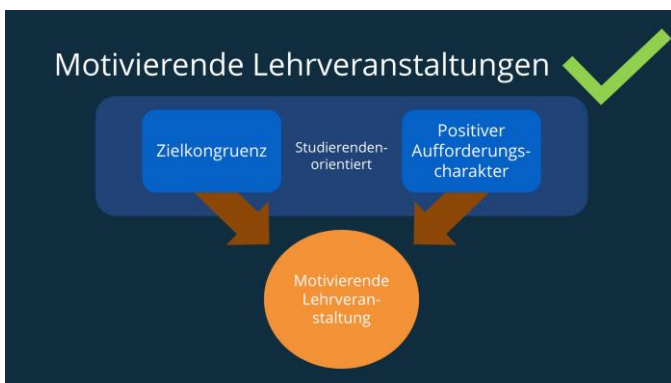 Motivierende Lehrveranstaltungen
Zielkongruenz
Studierenden-
orientiert
Positiver
Aufforderungs-
charakter
Motivierende
Lehrveran-
staltung